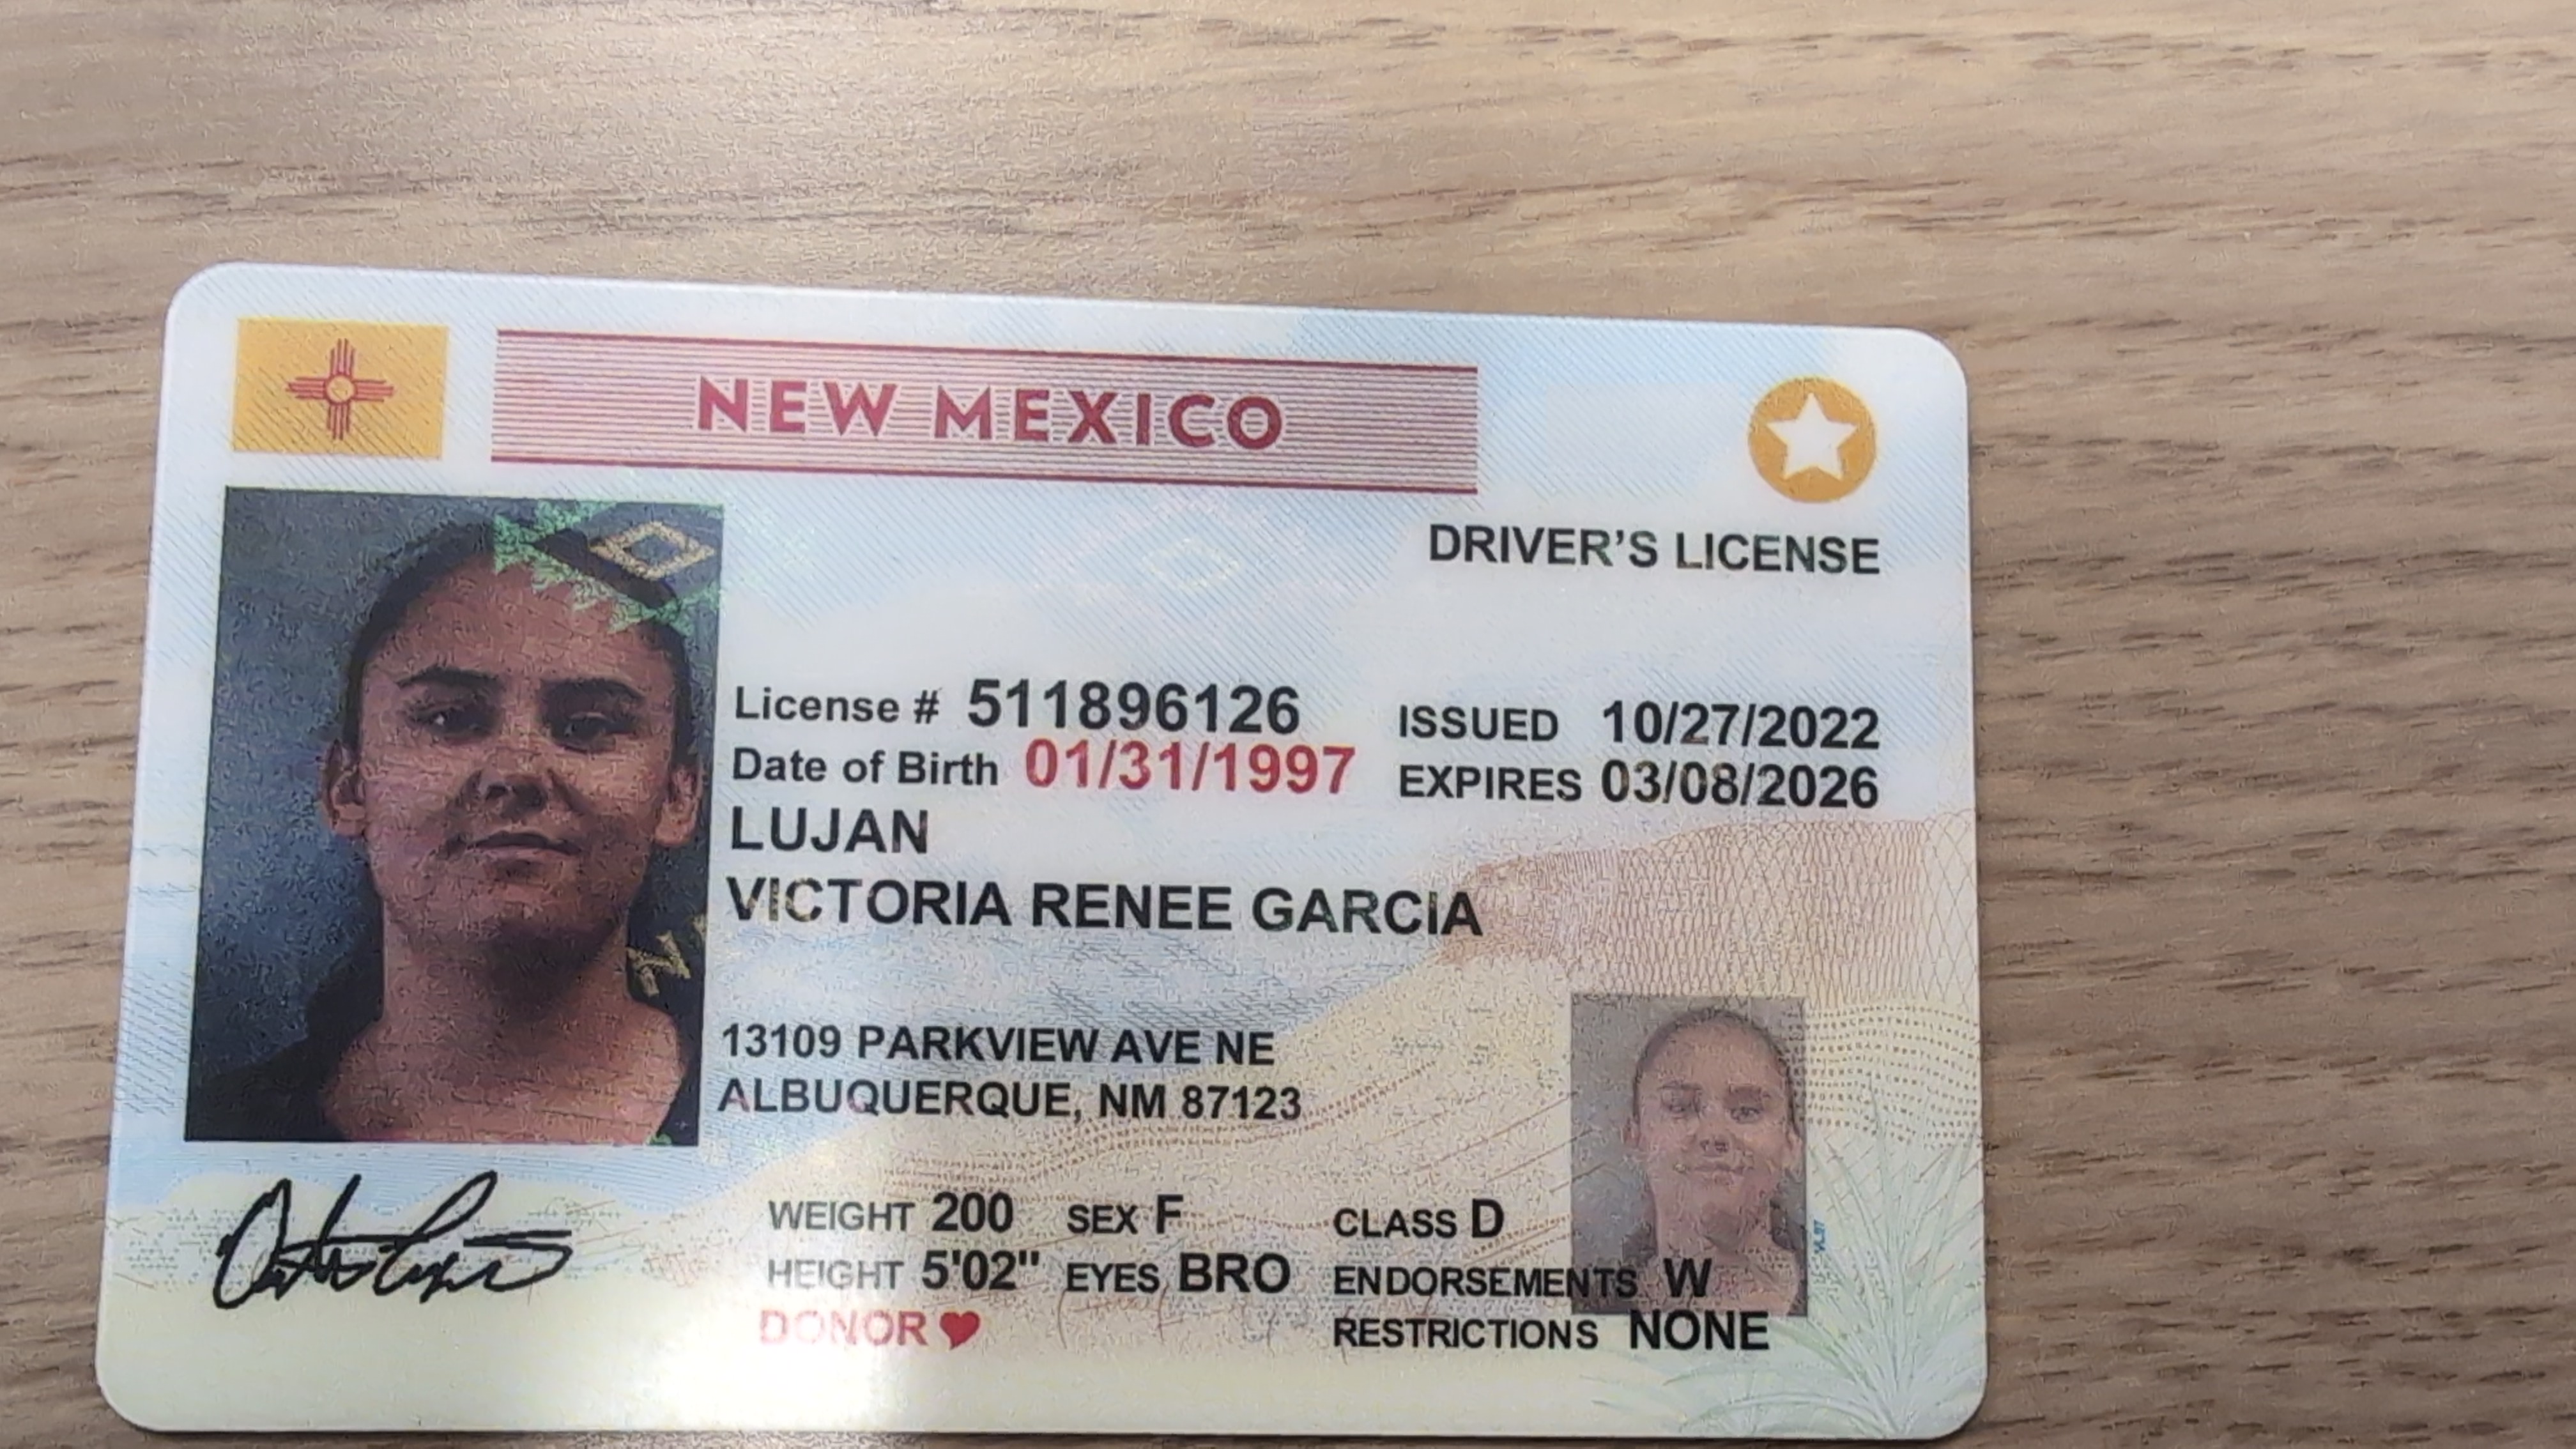 NEW MEXICO
DRIVER'S LICENSE
License # 511896126
ISSUED 10/27/2022
Date of Birth 01/31/1997
EXPIRES 03/08/2026
LUJAN
VICTORIA RENEE GARCIA
13109 PARKVIEW AVE NE
ALBUQUERQUE, NM 87123
WEIGHT 200 SEX F CLASS D
HEIGHT 5'02" EYES BRO ENDORSEMENTS W
DONOR RESTRICTIONS NONE